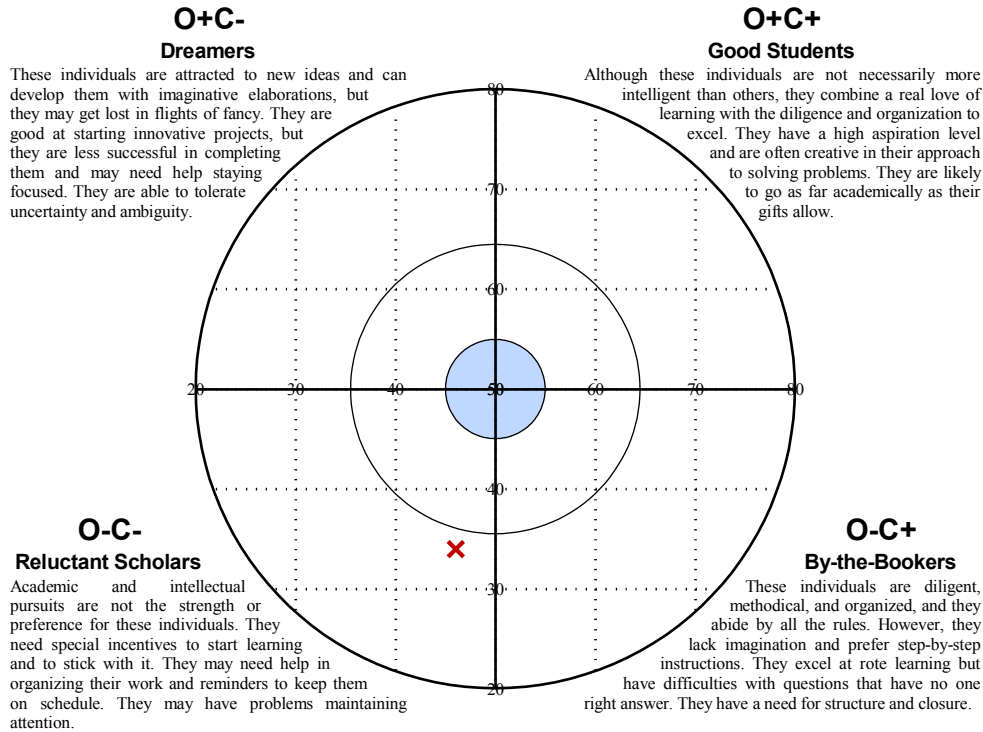 O+C-
Dreamers
These individuals are attracted to new ideas and can
develop them with imaginative elaborations, but
they may get lost in flights of fancy. They are
good at starting innovative projects, but
they are less successful in completing
them and may need help staying
focused. They are able to tolerate
uncertainty and ambiguity.
O+C+
Good Students
Although these individuals are not necessarily more
intelligent than others, they combine a real love of
learning with the diligence and organization to
excel. They have a high aspiration level
and are often creative in their approach
to solving problems. They are likely
to go as far academically as their
gifts allow.
80
70
60
20 30 40 50 60 70 80
40
30
20
O-C-
Reluctant Scholars
Academic and intellectual
pursuits are not the strength or
preference for these individuals. They
need special incentives to start learning
and to stick with it. They may need help in
organizing their work and reminders to keep them
on schedule. They may have problems maintaining
attention.
O-C+
By-the-Bookers
These individuals are diligent,
methodical, and organized, and they
abide by all the rules. However, they
lack imagination and prefer step-by-step
instructions. They excel at rote learning but
have difficulties with questions that have no one
right answer. They have a need for structure and closure.